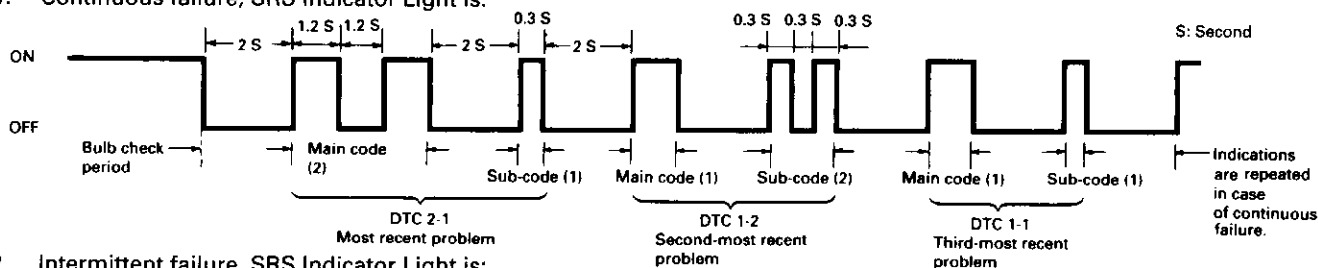 Continuous failure, SRS Indicator Light is:
2 S
1.2 S
1.2 S
2 S
0.3 S
2 S
0.3 S
0.3 S
0.3 S
S: Second
ON
OFF
Bulb check
period
Main code
(2)
Sub-code (1)
Main code (1)
Sub-code (2)
Main code (1)
Sub-code (1)
Indications
are repeated
in case
of continuous
failure.
DTC 2-1
Most recent problem
DTC 1-2
Second-most recent
problem
DTC 1-1
Third-most recent
problem
Intermittent failure, SRS Indicator Light is: